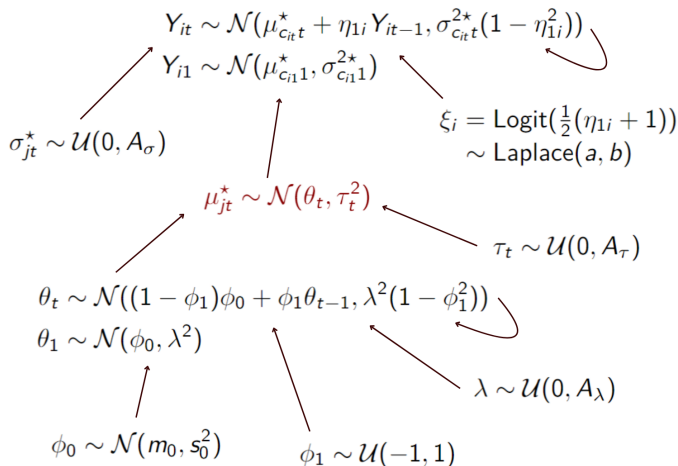 Y_{it} ∼ 𝒩(μ^⋆_{c_{it}t} + η_{1i}Y_{it−1}, σ^{2⋆}_{c_{it}t}(1 − η^2_{1i}))
Y_{i1} ∼ 𝒩(μ^⋆_{c_{i1}1}, σ^{2⋆}_{c_{i1}1})
σ^⋆_{jt} ∼ 𝒰(0, A_σ)
ξ_i = Logit(½(η_{1i} + 1))
∼ Laplace(a, b)
μ^⋆_{jt} ∼ 𝒩(θ_t, τ^2_t)
τ_t ∼ 𝒰(0, A_τ)
θ_t ∼ 𝒩((1 − ϕ_1)ϕ_0 + ϕ_1θ_{t−1}, λ^2(1 − ϕ^2_1))
θ_1 ∼ 𝒩(ϕ_0, λ^2)
λ ∼ 𝒰(0, A_λ)
ϕ_0 ∼ 𝒩(m_0, s^2_0)
ϕ_1 ∼ 𝒰(−1, 1)